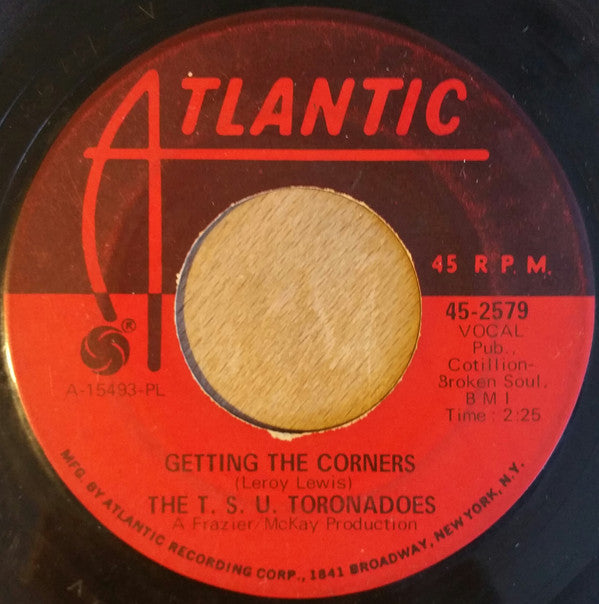 ATLANTIC
45 R.P.M.
45-2579
VOCAL
Pub.,
Cotillion-
Broken Soul,
BMI
Time : 2:25
®
A-15493-PL
GETTING THE CORNERS
(Leroy Lewis)
THE T. S. U. TORONADOES
A Frazier/McKay Production
MFG. BY ATLANTIC RECORDING CORP., 1841 BROADWAY, NEW YORK, N.Y.